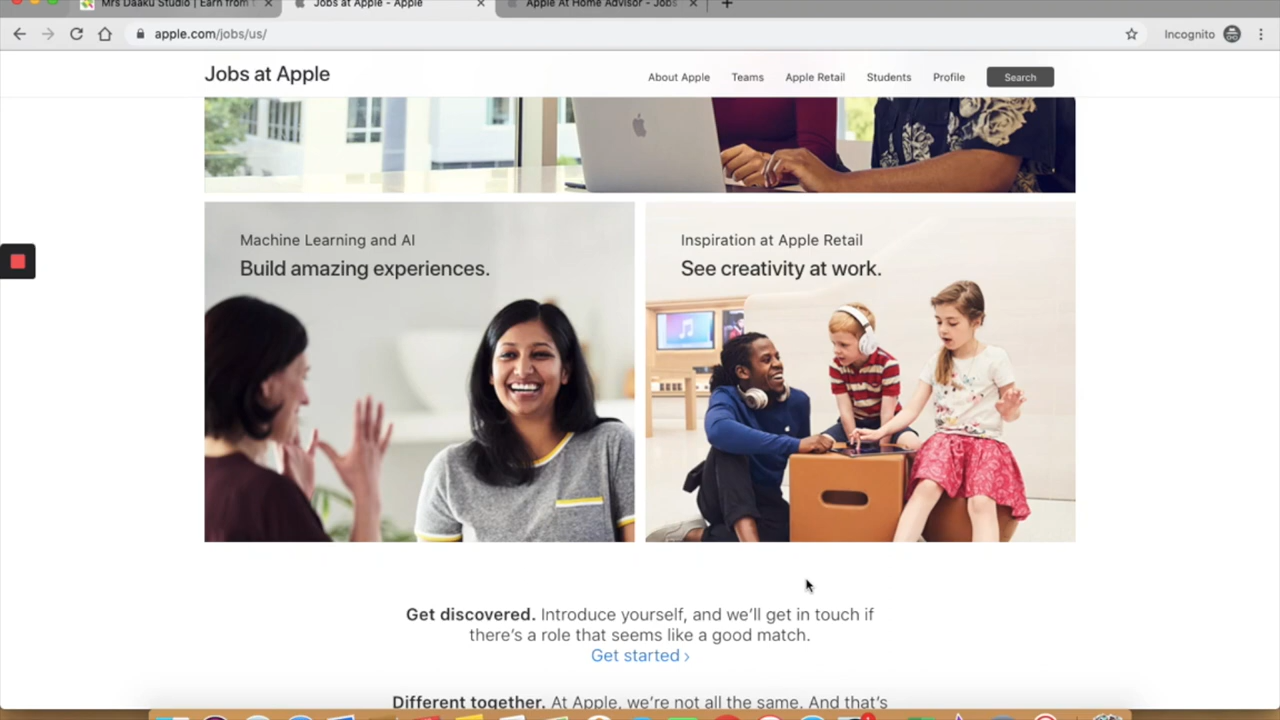 Mrs Daaku Studio | Earn from
Jobs at Apple - Apple
Apple At Home Advisor - Jobs
apple.com/jobs/us/
Incognito
Jobs at Apple
About Apple
Teams
Apple Retail
Students
Profile
Search
Machine Learning and AI
Build amazing experiences.
Inspiration at Apple Retail
See creativity at work.
Get discovered. Introduce yourself, and we'll get in touch if
there's a role that seems like a good match.
Get started ›
Different together. At Apple, we're not all the same. And that's